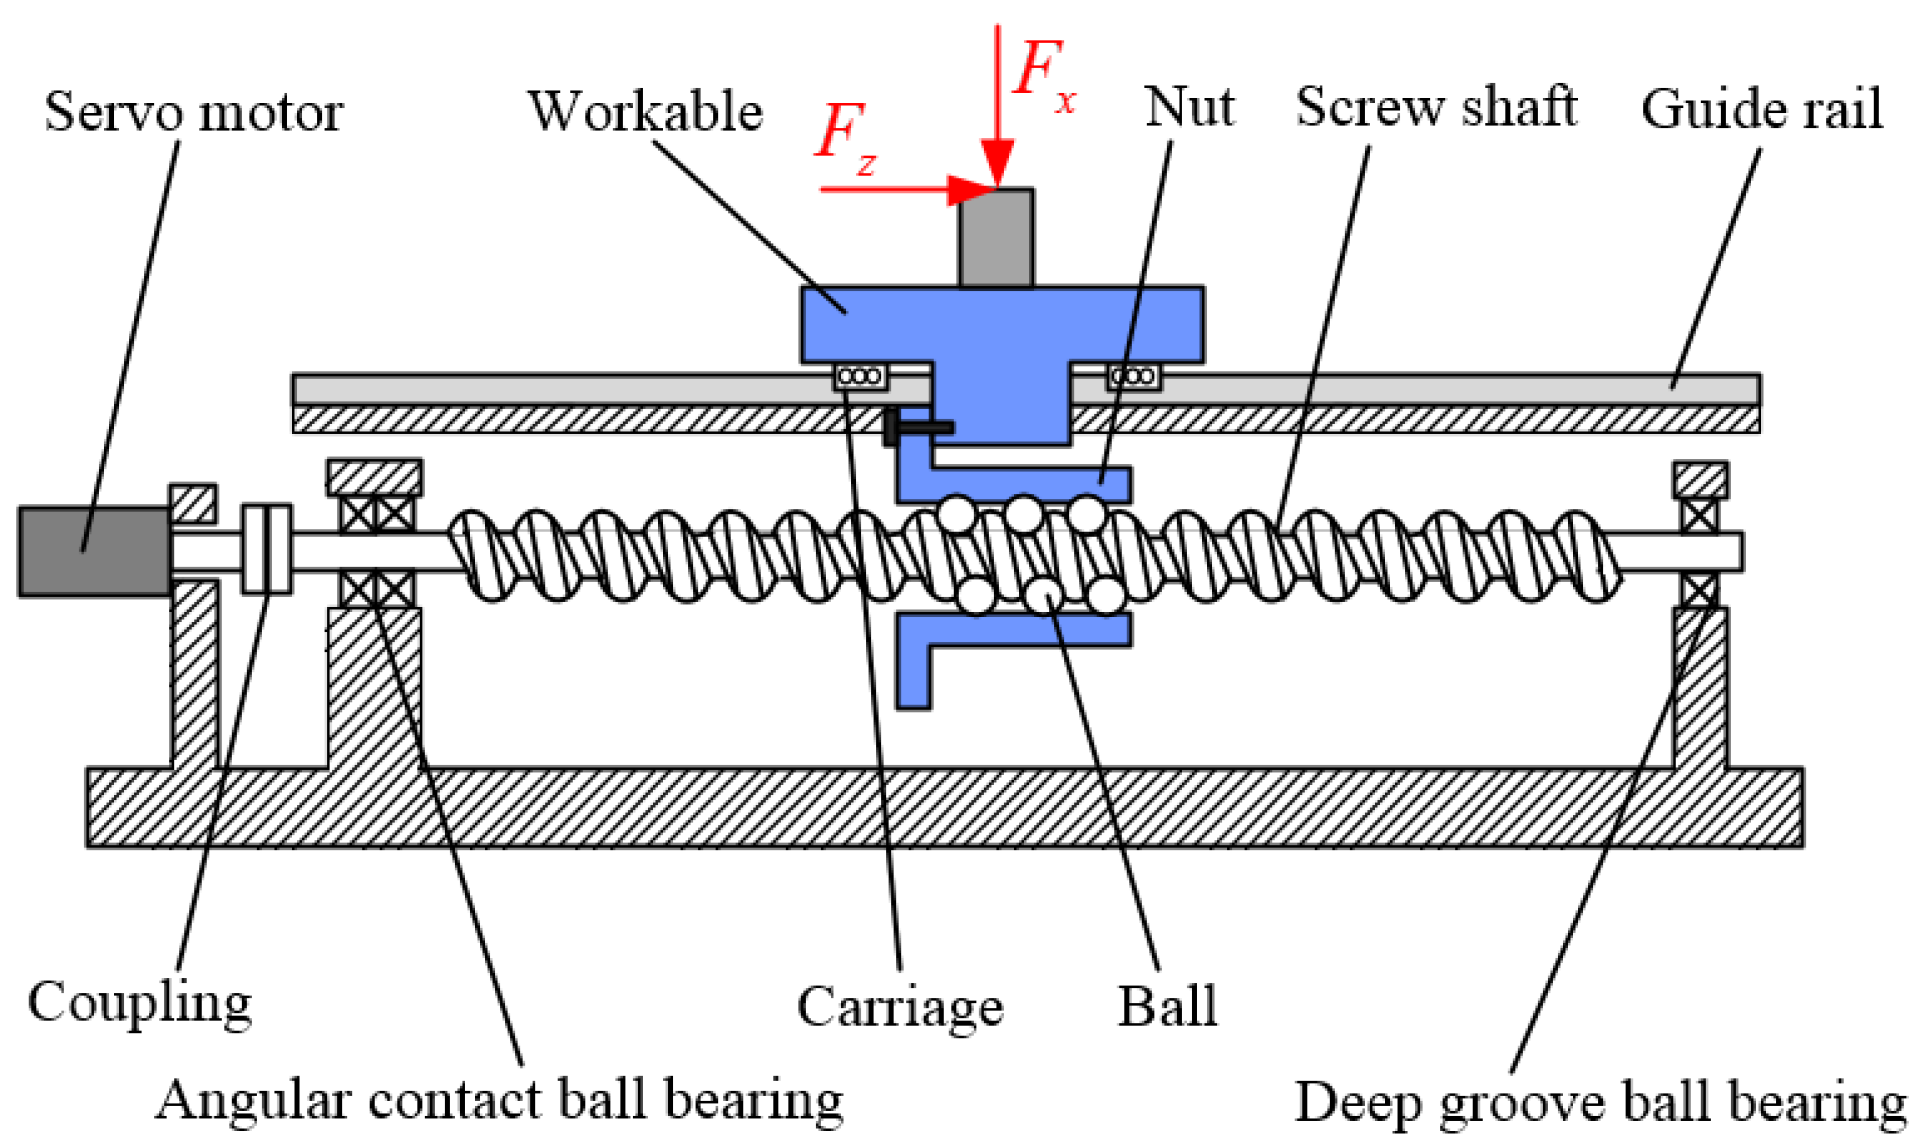 Servo motor
Workable
F_z
F_x
Nut
Screw shaft
Guide rail
Coupling
Carriage
Ball
Angular contact ball bearing
Deep groove ball bearing